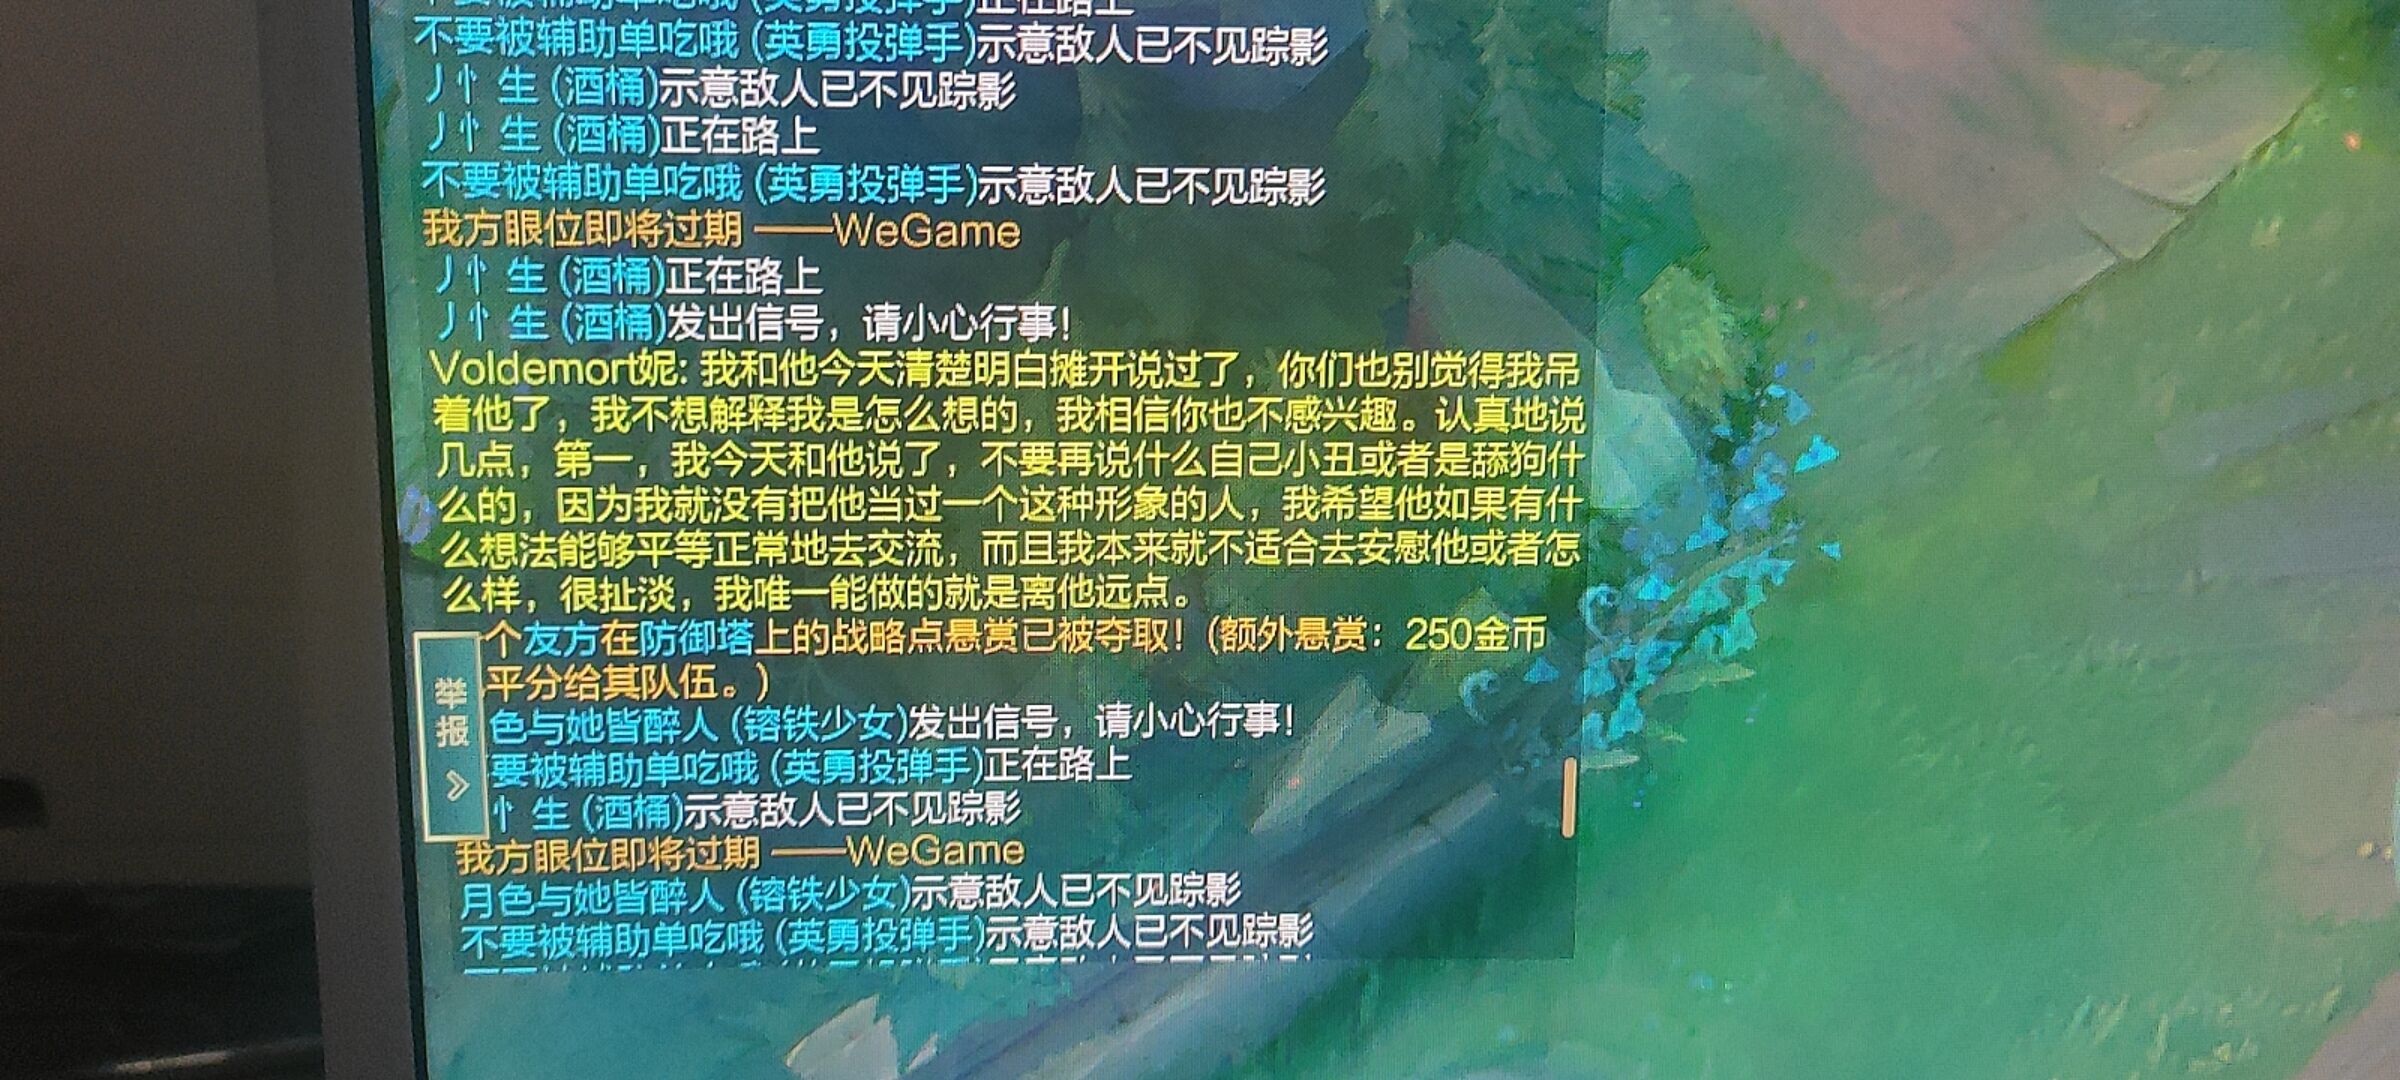 不要被辅助单吃哦 (英勇投弹手)正在路上
不要被辅助单吃哦 (英勇投弹手)示意敌人已不见踪影
丿忄 生 (酒桶)示意敌人已不见踪影
丿忄 生 (酒桶)正在路上
不要被辅助单吃哦 (英勇投弹手)示意敌人已不见踪影
我方眼位即将过期 ——WeGame
丿忄 生 (酒桶)正在路上
丿忄 生 (酒桶)发出信号，请小心行事！
Voldemort妮: 我和他今天清楚明白摊开说过了，你们也别觉得我吊
着他了，我不想解释我是怎么想的，我相信你也不感兴趣。认真地说
几点，第一，我今天和他说了，不要再说什么自己小丑或者是舔狗什
么的，因为我就没有把他当过一个这种形象的人，我希望他如果有什
么想法能够平等正常地去交流，而且我本来就不适合去安慰他或者怎
么样，很扯淡，我唯一能做的就是离他远点。
个友方在防御塔上的战略点悬赏已被夺取！(额外悬赏：250金币
平分给其队伍。)
举报
色与她皆醉人 (镕铁少女)发出信号，请小心行事！
要被辅助单吃哦 (英勇投弹手)正在路上
忄 生 (酒桶)示意敌人已不见踪影
我方眼位即将过期 ——WeGame
月色与她皆醉人 (镕铁少女)示意敌人已不见踪影
不要被辅助单吃哦 (英勇投弹手)示意敌人已不见踪影